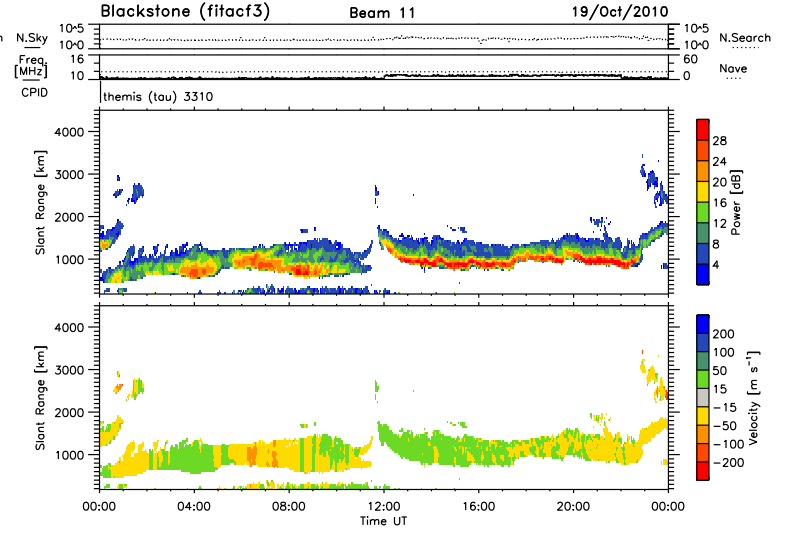 Blackstone (fitacf3) Beam 11 19/Oct/2010
N.Sky 10^5 10^0 10^5 10^0 N.Search
Freq. [MHz] 16 10 60 0 Nave
CPID themis (tau) 3310
Slant Range [km]
4000
3000
2000
1000
28
24
20
16
12
8
4
Power [dB]
Slant Range [km]
4000
3000
2000
1000
200
100
50
15
-15
-50
-100
-200
Velocity [m s⁻¹]
00:00 04:00 08:00 12:00 16:00 20:00 00:00
Time UT